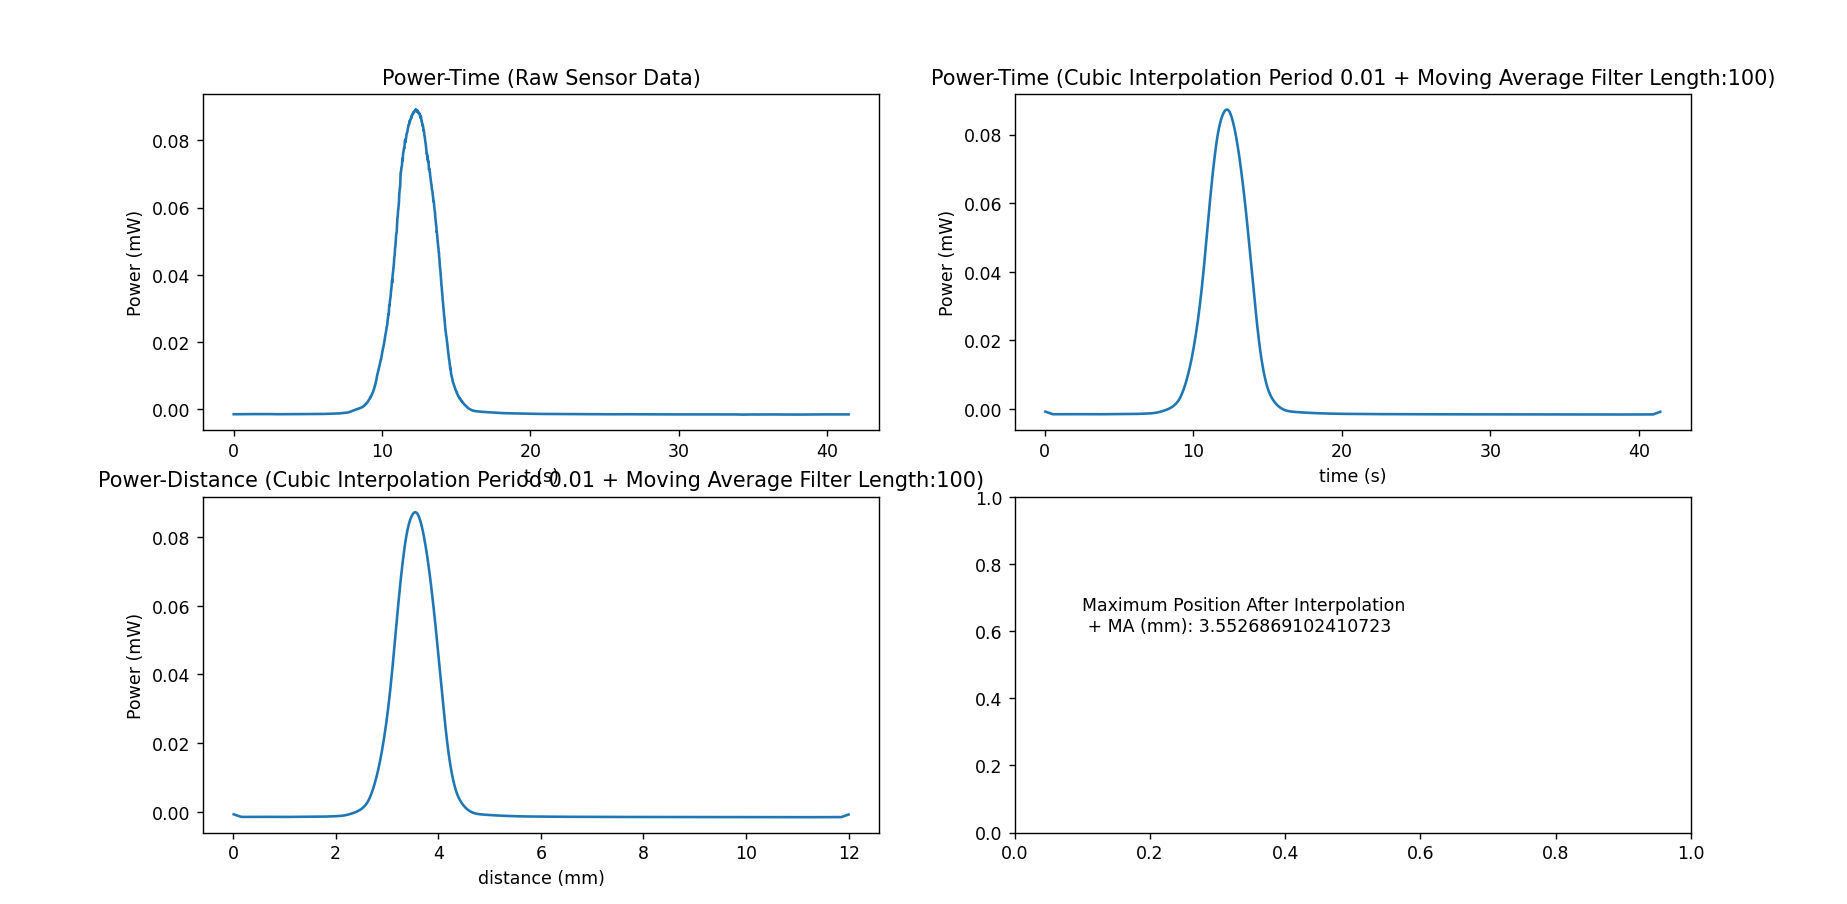 Power-Time (Raw Sensor Data)
Power (mW)
0.08
0.06
0.04
0.02
0.00
0 10 20 30 40
t (s)
Power-Time (Cubic Interpolation Period 0.01 + Moving Average Filter Length:100)
Power (mW)
0.08
0.06
0.04
0.02
0.00
0 10 20 30 40
time (s)
Power-Distance (Cubic Interpolation Period 0.01 + Moving Average Filter Length:100)
Power (mW)
0.08
0.06
0.04
0.02
0.00
0 2 4 6 8 10 12
distance (mm)
1.0
0.8
0.6
0.4
0.2
0.0
Maximum Position After Interpolation
+ MA (mm): 3.5526869102410723
0.0 0.2 0.4 0.6 0.8 1.0